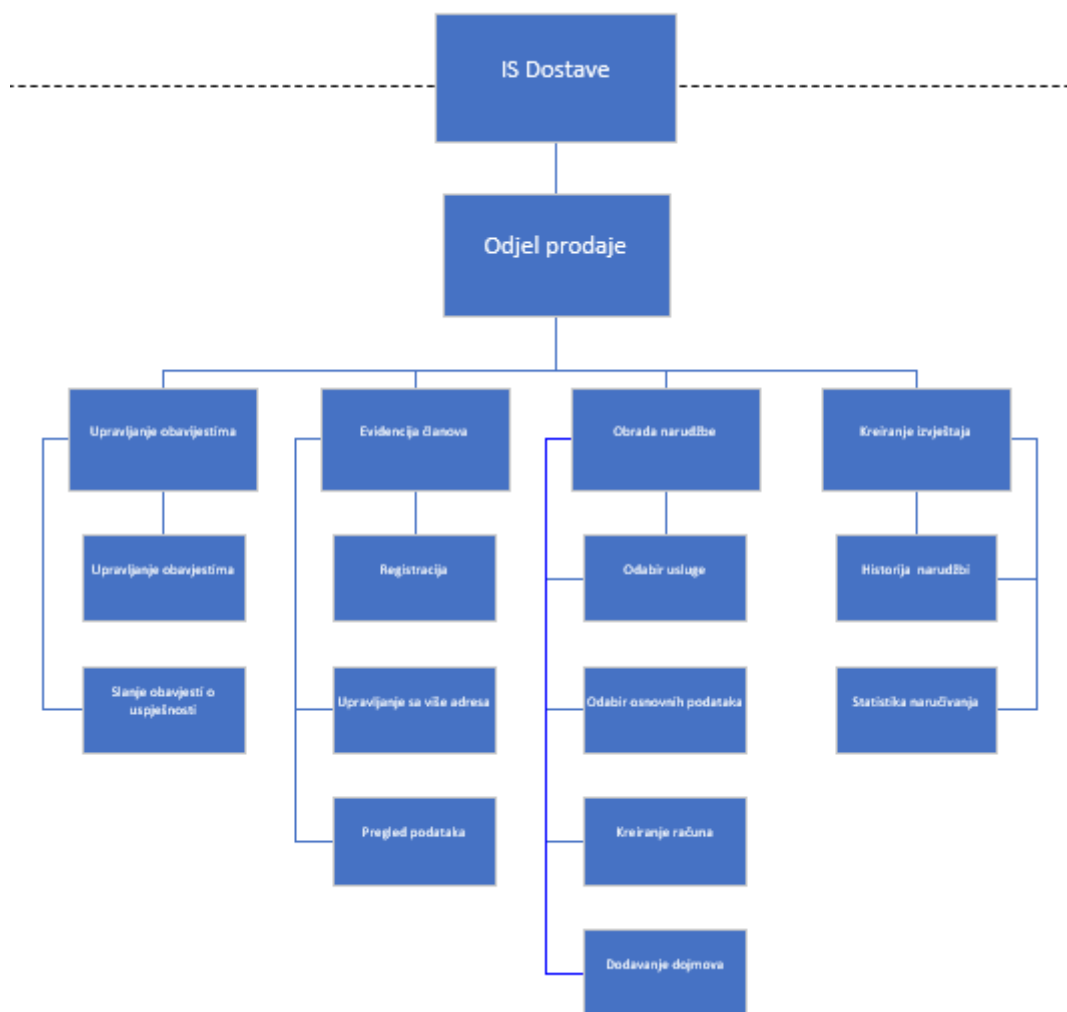 IS Dostave
Odjel prodaje
Upravljanje obavijestima
Evidencija članova
Obrada narudžbe
Kreiranje izvještaja
Upravljanje obavjestima
Registracija
Odabir usluge
Historija narudžbi
Slanje obavjesti o
uspješnosti
Upravljanje sa više adresa
Odabir osnovnih podataka
Statistika naručivanja
Pregled podataka
Kreiranje računa
Dodavanje dojmova